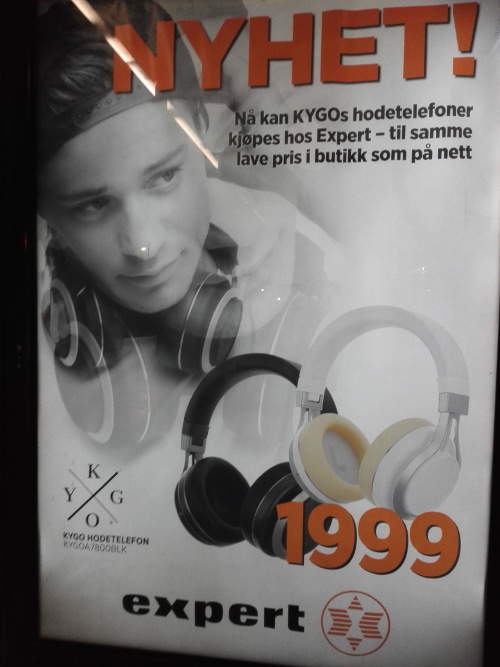 NYHET!
Nå kan KYGOs hodetelefoner
kjøpes hos Expert – til samme
lave pris i butikk som på nett
K
Y G
O
KYGO HODETELEFON
KYGOA7800BLK
1999
expert